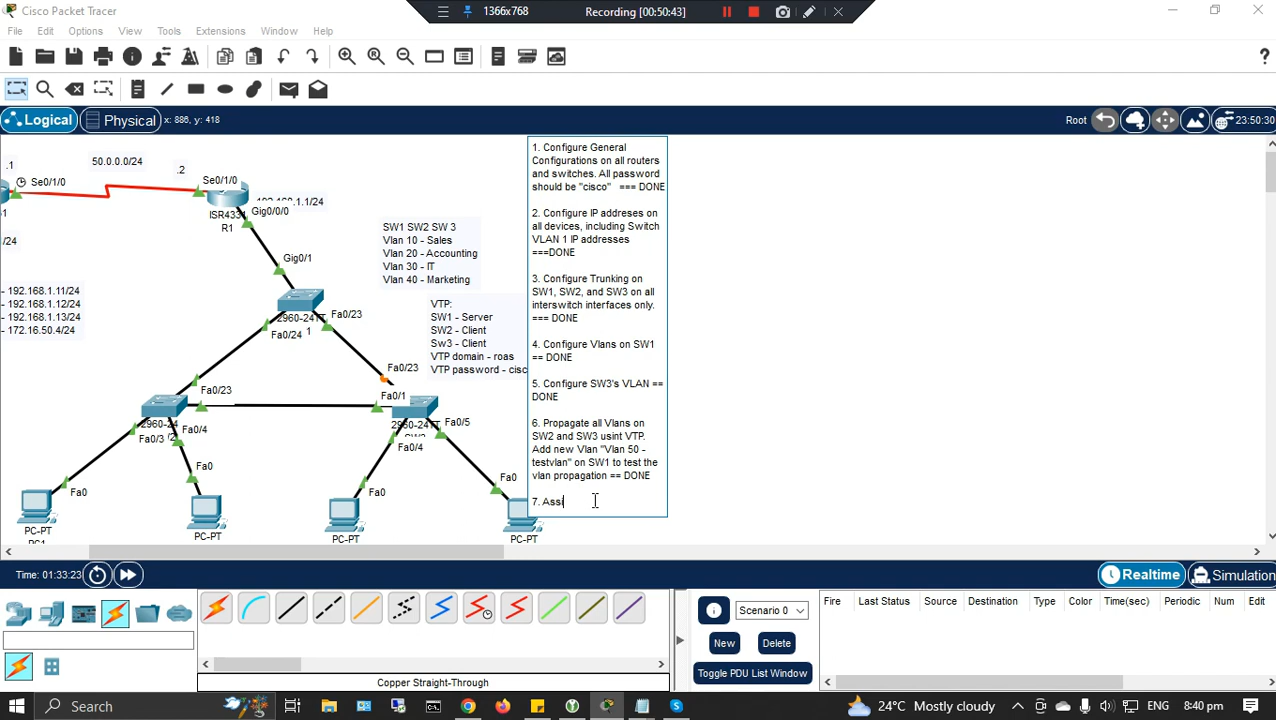 Cisco Packet Tracer
1366x768
Recording [00:50:43]
File Edit Options View Tools Extensions Window Help
Logical
Physical
x: 886, y: 418
Root
23:50:30
.1
50.0.0.0/24
.2
Se0/1/0
Se0/1/0
ISR4331
R1
Gig0/0/0
/24
Gig0/1
SW1 SW2 SW 3
Vlan 10 - Sales
Vlan 20 - Accounting
Vlan 30 - IT
Vlan 40 - Marketing
- 192.168.1.11/24
- 192.168.1.12/24
- 192.168.1.13/24
- 172.16.50.4/24
VTP:
SW1 - Server
SW2 - Client
Sw3 - Client
VTP domain - roas
VTP password - cisc
Fa0/23
Fa0/24
Fa0/23
Fa0/23
Fa0/1
Fa0/3
Fa0/4
Fa0/4
Fa0/5
Fa0
Fa0
Fa0
Fa0
PC-PT
PC-PT
PC-PT
PC-PT
1. Configure General
Configurations on all routers
and switches. All password
should be "cisco" === DONE
2. Configure IP addreses on
all devices, including Switch
VLAN 1 IP addresses
===DONE
3. Configure Trunking on
SW1, SW2, and SW3 on all
interswitch interfaces only.
=== DONE
4. Configure Vlans on SW1
== DONE
5. Configure SW3's VLAN ==
DONE
6. Propagate all Vlans on
SW2 and SW3 usint VTP.
Add new Vlan "Vlan 50 -
testvlan" on SW1 to test the
vlan propagation == DONE
7. Assi
Time: 01:33:23
Realtime
Simulation
Scenario 0
New
Delete
Toggle PDU List Window
Fire Last Status Source Destination Type Color Time(sec) Periodic Num Edit
Copper Straight-Through
Search
24°C Mostly cloudy
ENG
8:40 pm